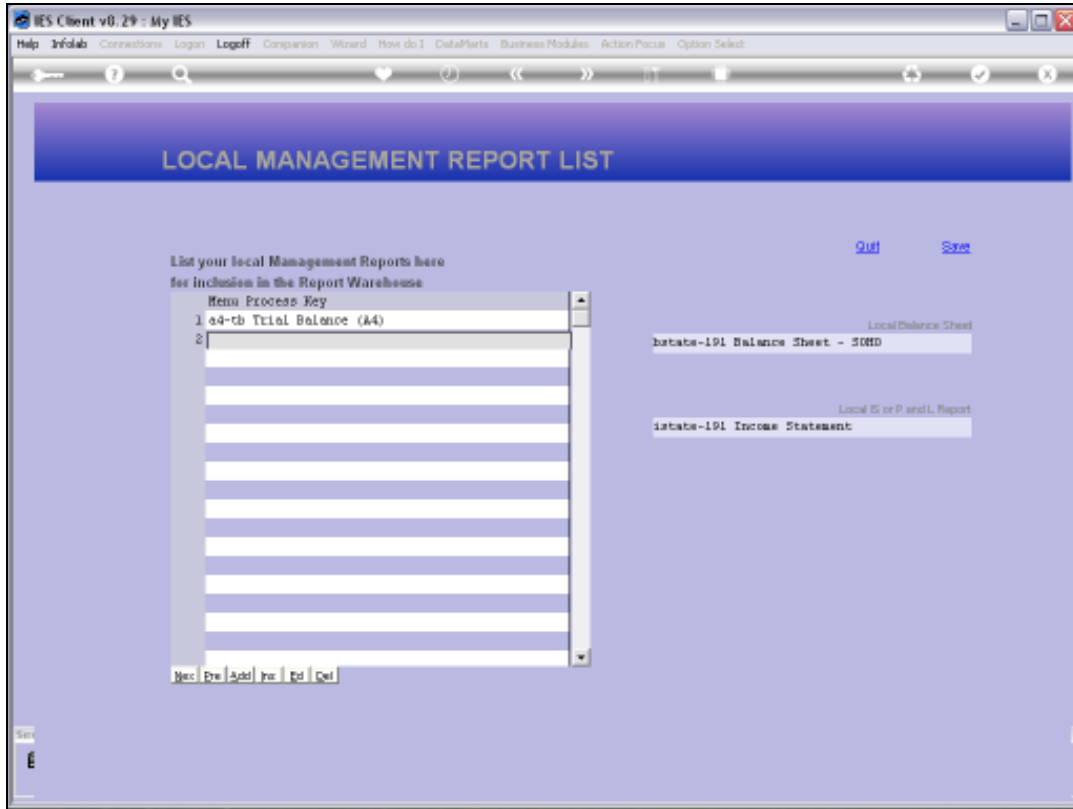 IES Client v0.29 : My IES
Help Infolab Connections Logon Logoff Companion Wizard How do I DataMarts Business Modules Action Focus Option Select
LOCAL MANAGEMENT REPORT LIST
Quit Save
List your local Management Reports here
for inclusion in the Report Warehouse
Menu Process Key
1 a4-tb Trial Balance (A4)
2
Local Balance Sheet
bstate-191 Balance Sheet - SOHO
Local IS or P and L Report
istate-191 Income Statement
Nex Pre Add Inz Ed Del